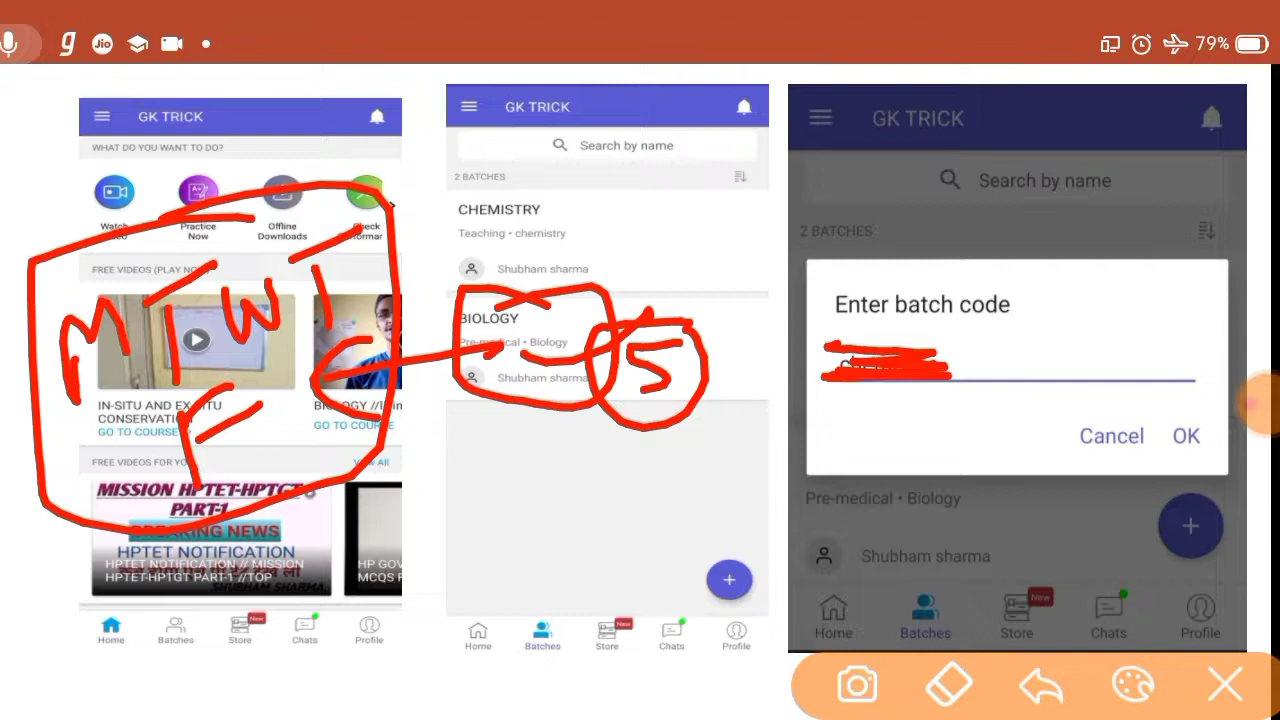 g Jio 79%
GK TRICK
WHAT DO YOU WANT TO DO?
Watch
Practice Now
Offline Downloads
Check
FREE VIDEOS (PLAY NOW)
M T W T
F
IN-SITU AND EX-SITU CONSERVATION
GO TO COURSE
GO TO COURSE
FREE VIDEOS FOR YOU
View All
MISSION HPTET-HPTGT
PART-1
BREAKING NEWS
HPTET NOTIFICATION
HPTET NOTIFICATION // MISSION
HPTET-HPTGT PART-1 //TOP
SHUBHAM SHARMA
HP GOV
MCQS
Home
Batches
New
Store
Chats
Profile
GK TRICK
Search by name
2 BATCHES
CHEMISTRY
Teaching • chemistry
Shubham sharma
BIOLOGY
Pre-medical • Biology
Shubham sharma
5
+
Home
Batches
New
Store
Chats
Profile
GK TRICK
Search by name
2 BATCHES
Enter batch code
Cancel OK
Pre-medical • Biology
Shubham sharma
+
Home
Batches
New
Store
Chats
Profile